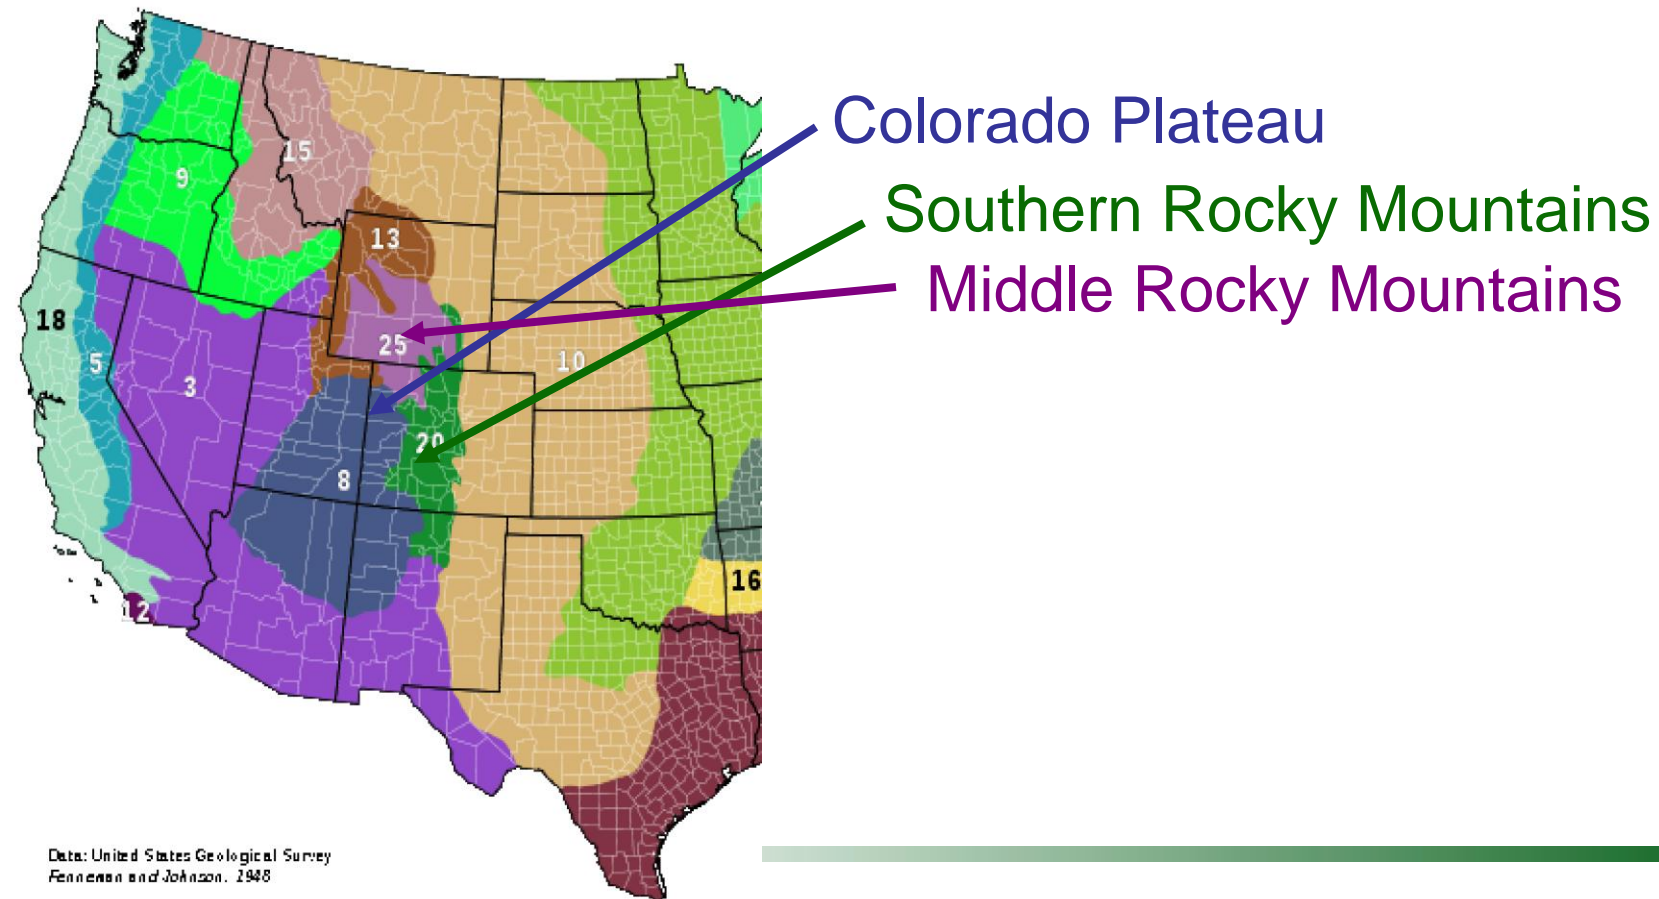 Colorado Plateau
Southern Rocky Mountains
Middle Rocky Mountains
15
9
13
18
25
5
10
3
20
8
16
12
Data: United States Geological Survey
Fenneman and Johnson. 1948